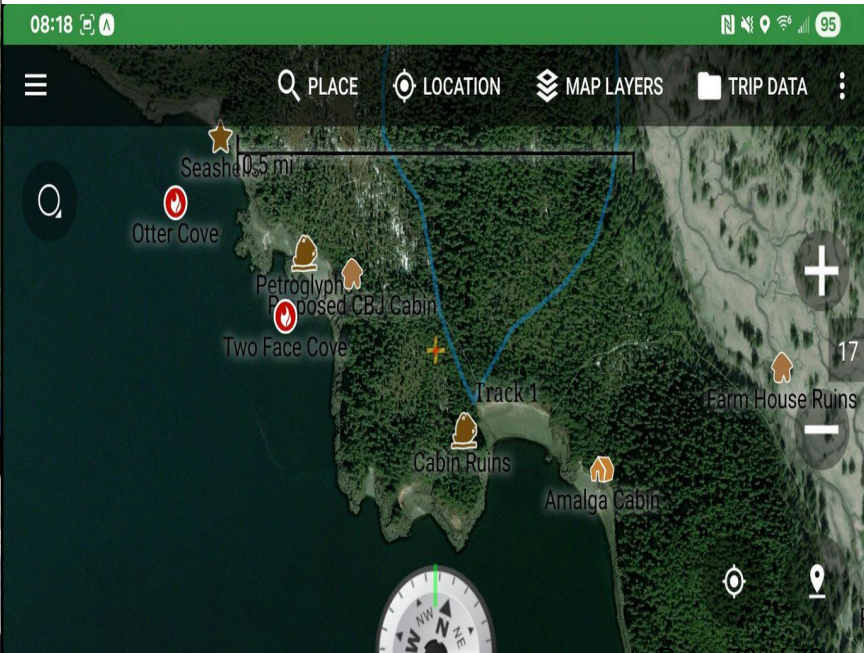 08:18
95
PLACE
LOCATION
MAP LAYERS
TRIP DATA
Seashells
0.5 mi
Otter Cove
Petroglyph
Proposed CBJ Cabin
Two Face Cove
17
Track 1
Farm House Ruins
Cabin Ruins
Amalga Cabin
W
NW
N
NE